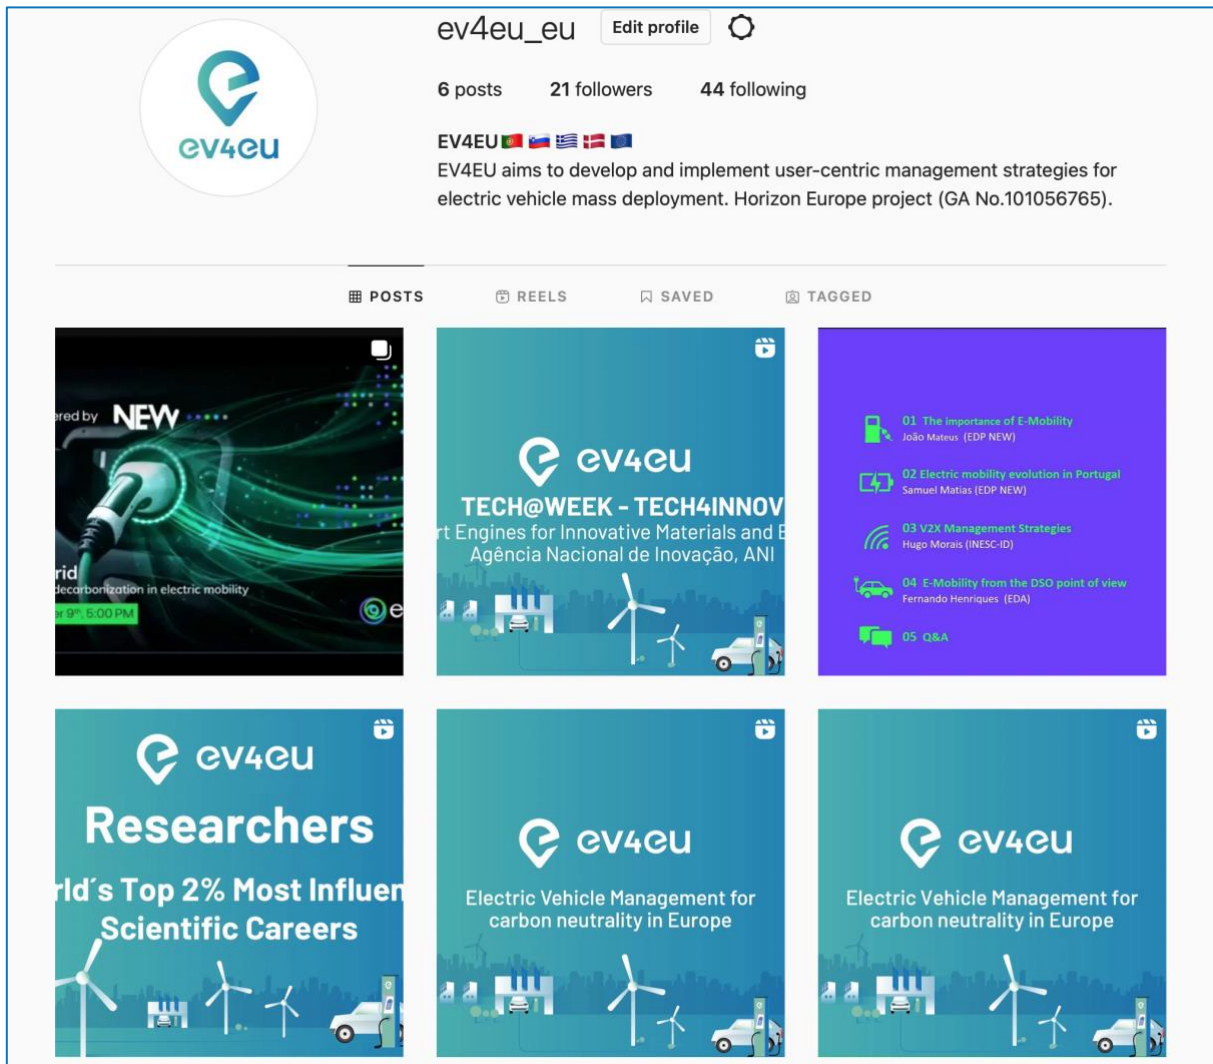 ev4eu_eu Edit profile
6 posts 21 followers 44 following
ev4eu
EV4EU
EV4EU aims to develop and implement user-centric management strategies for
electric vehicle mass deployment. Horizon Europe project (GA No.101056765).
POSTS REELS SAVED TAGGED
ered by NEW
rid
decarbonization in electric mobility
er 9th, 5:00 PM
e
ev4eu
TECH@WEEK - TECH4INNOV
rt Engines for Innovative Materials and E
Agência Nacional de Inovação, ANI
01 The importance of E-Mobility
João Mateus (EDP NEW)
02 Electric mobility evolution in Portugal
Samuel Matias (EDP NEW)
03 V2X Management Strategies
Hugo Morais (INESC-ID)
04 E-Mobility from the DSO point of view
Fernando Henriques (EDA)
05 Q&A
ev4eu
Researchers
rld´s Top 2% Most Influen
Scientific Careers
ev4eu
Electric Vehicle Management for
carbon neutrality in Europe
ev4eu
Electric Vehicle Management for
carbon neutrality in Europe